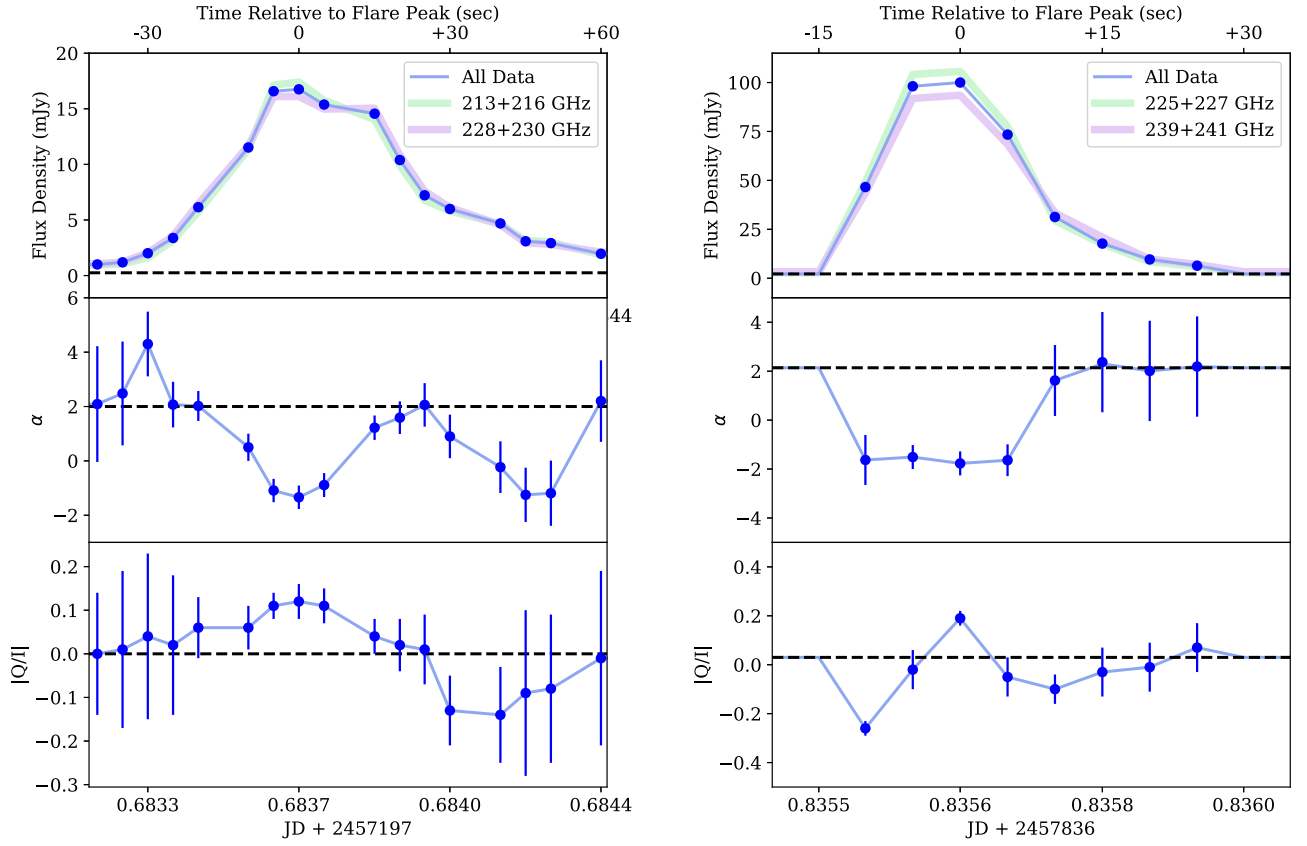 Time Relative to Flare Peak (sec)
-30 0 +30 +60
20
15
10
5
0
Flux Density (mJy)
All Data
213+216 GHz
228+230 GHz
6
4
2
0
−2
α
44
0.2
0.1
0.0
−0.1
−0.2
−0.3
|Q/I|
0.6833 0.6837 0.6840 0.6844
JD + 2457197
Time Relative to Flare Peak (sec)
-15 0 +15 +30
100
75
50
25
0
Flux Density (mJy)
All Data
225+227 GHz
239+241 GHz
4
2
0
−2
−4
α
0.4
0.2
0.0
−0.2
−0.4
|Q/I|
0.8355 0.8356 0.8358 0.8360
JD + 2457836